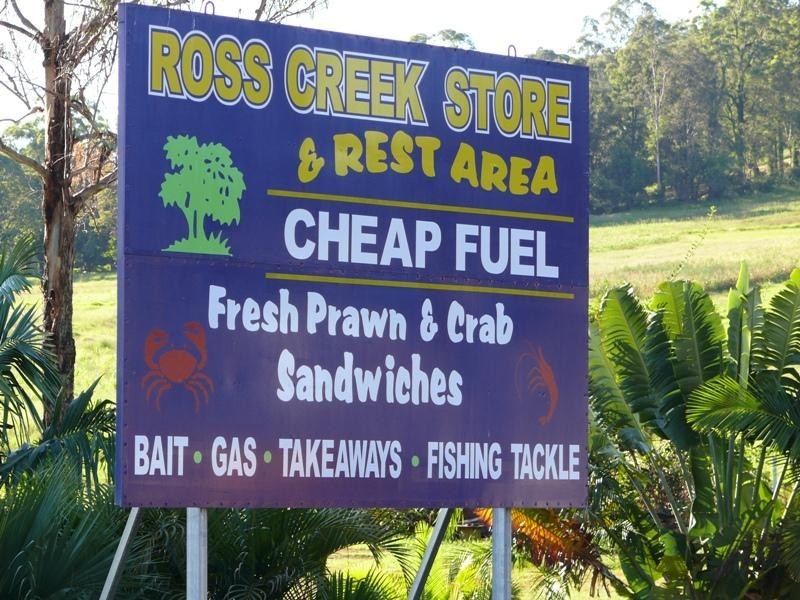 ROSS CREEK STORE
& REST AREA
CHEAP FUEL
Fresh Prawn & Crab
Sandwiches
BAIT • GAS • TAKEAWAYS • FISHING TACKLE